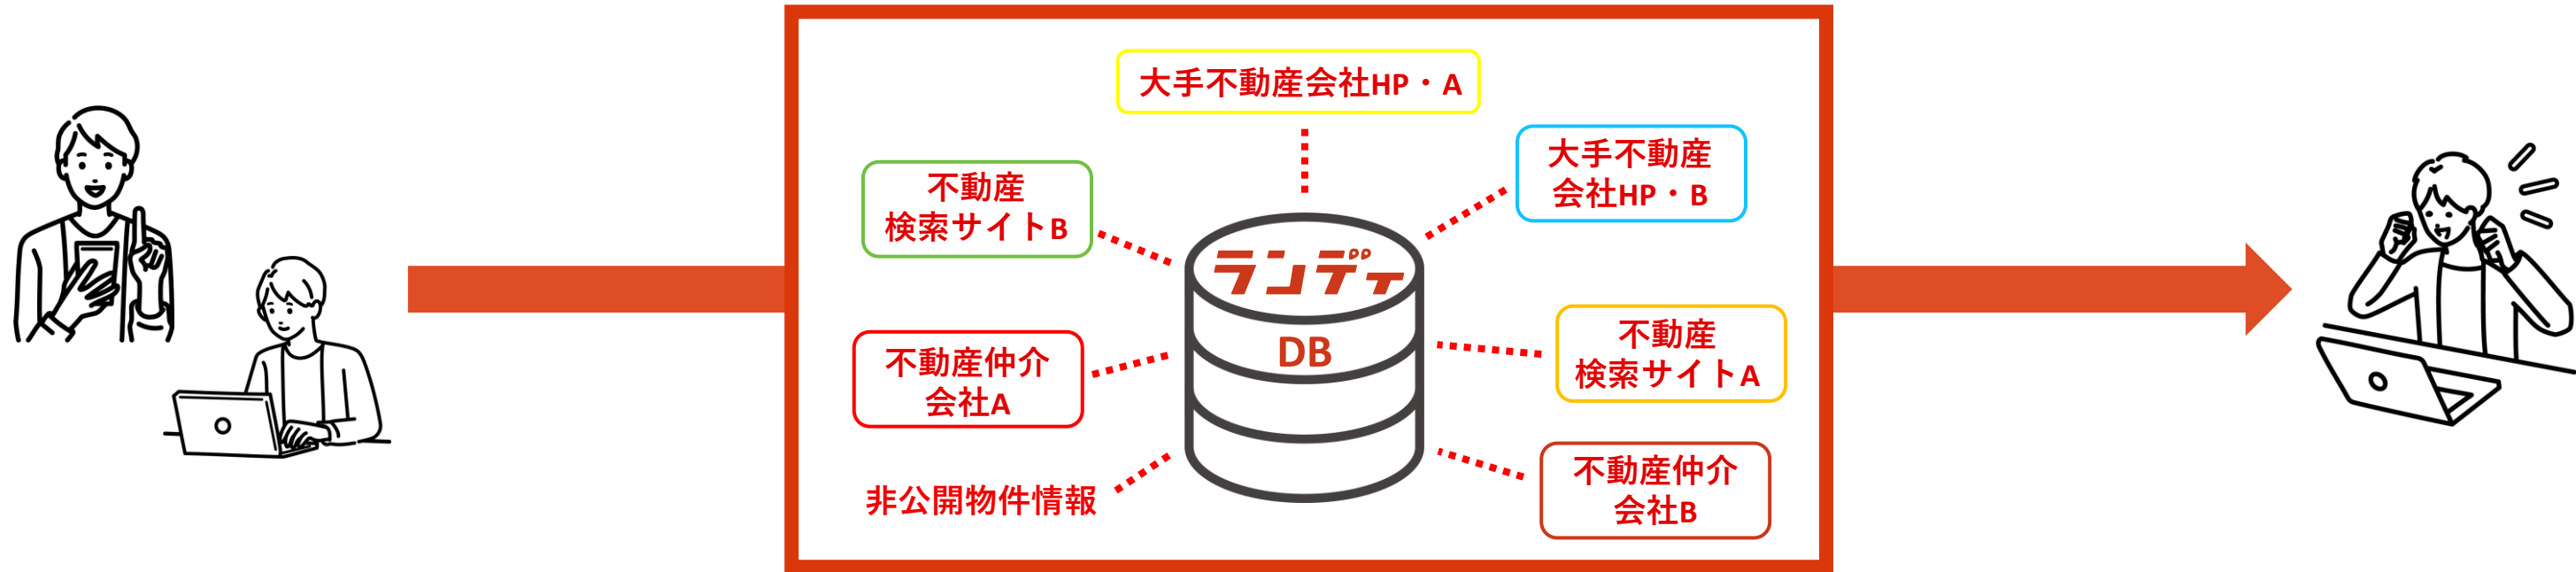 大手不動産会社HP・A
大手不動産
会社HP・B
不動産
検索サイトB
ランディ
DB
不動産
検索サイトA
不動産仲介
会社A
不動産仲介
会社B
非公開物件情報